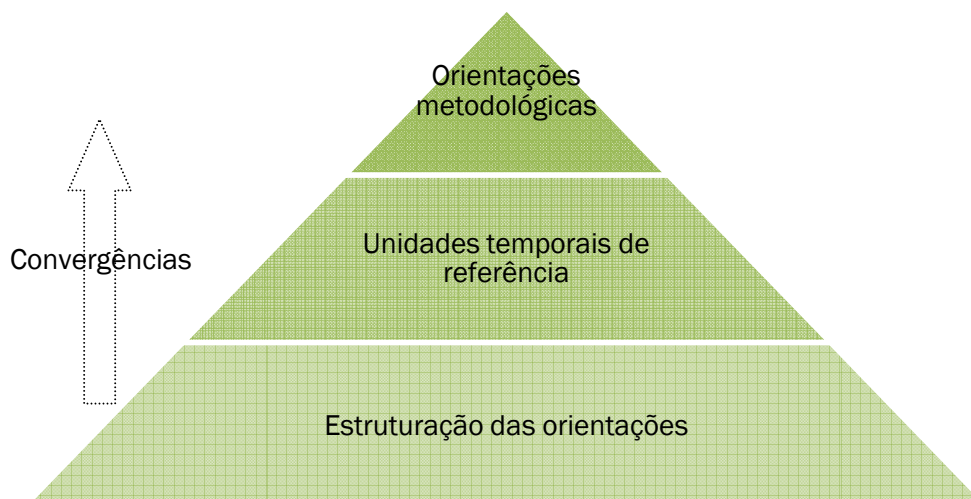 Orientações
metodológicas
Convergências
Unidades temporais de
referência
Estruturação das orientações